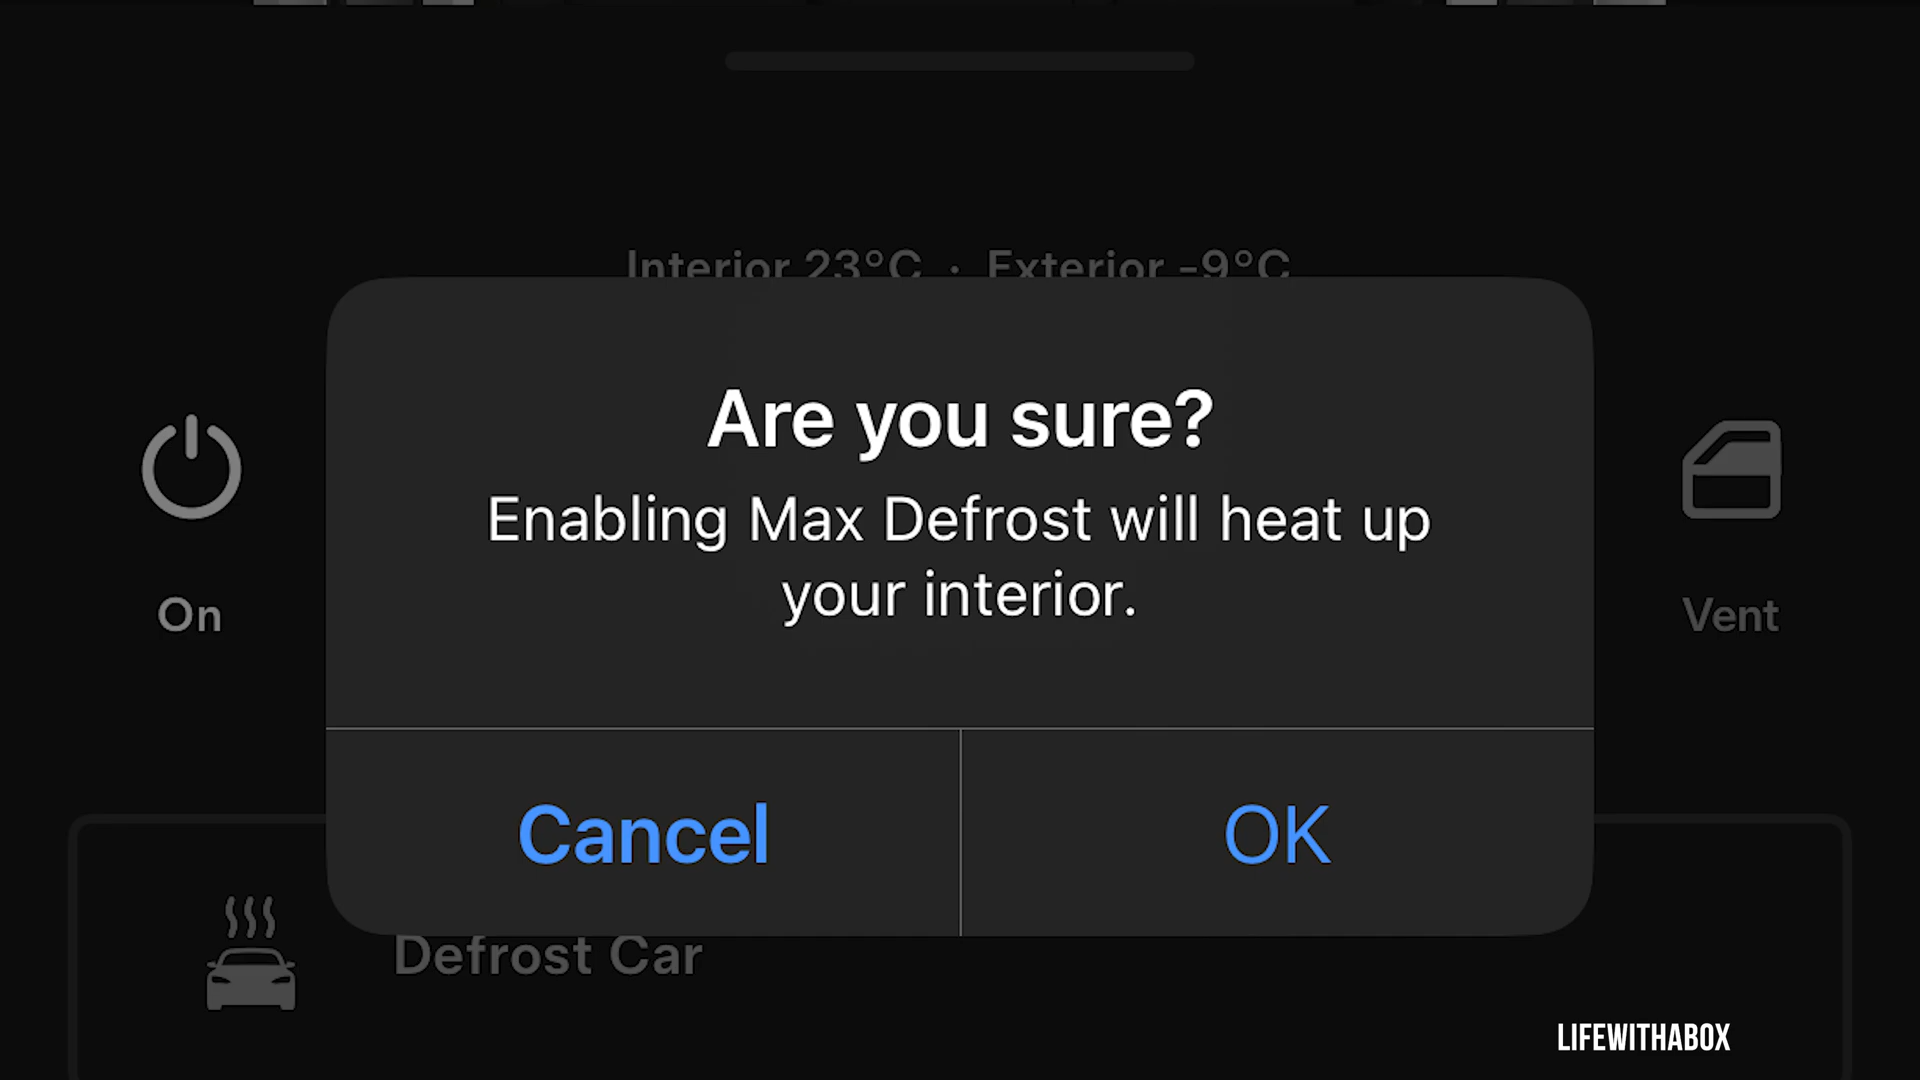 Interior 23°C · Exterior -9°C
Are you sure?
Enabling Max Defrost will heat up
your interior.
On
Vent
Cancel
OK
Defrost Car
LIFEWITHABOX